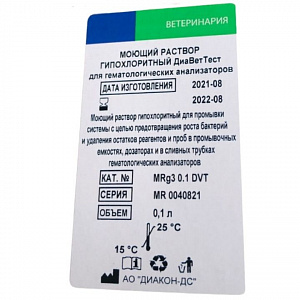 ВЕТЕРИНАРИЯ
МОЮЩИЙ РАСТВОР
ГИПОХЛОРИТНЫЙ ДиаВетТест
для гематологических анализаторов
ДАТА ИЗГОТОВЛЕНИЯ 2021-08
2022-08
Моющий раствор гипохлоритный для промывки
системы с целью предотвращения роста бактерий
и удаления остатков реагентов и проб в промывочных
емкостях, дозаторах и в сливных трубках
гематологических анализаторов
КАТ. № MRg3 0.1 DVT
СЕРИЯ MR 0040821
ОБЪЕМ 0,1 л
25 °C
15 °C
АО "ДИАКОН-ДС"